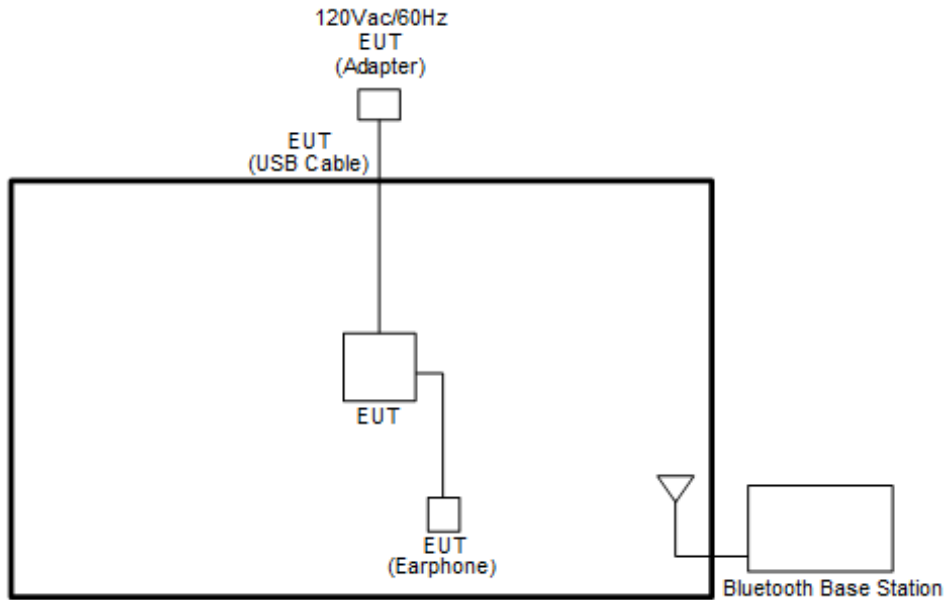 120Vac/60Hz
EUT
(Adapter)
EUT
(USB Cable)
EUT
EUT
(Earphone)
Bluetooth Base Station